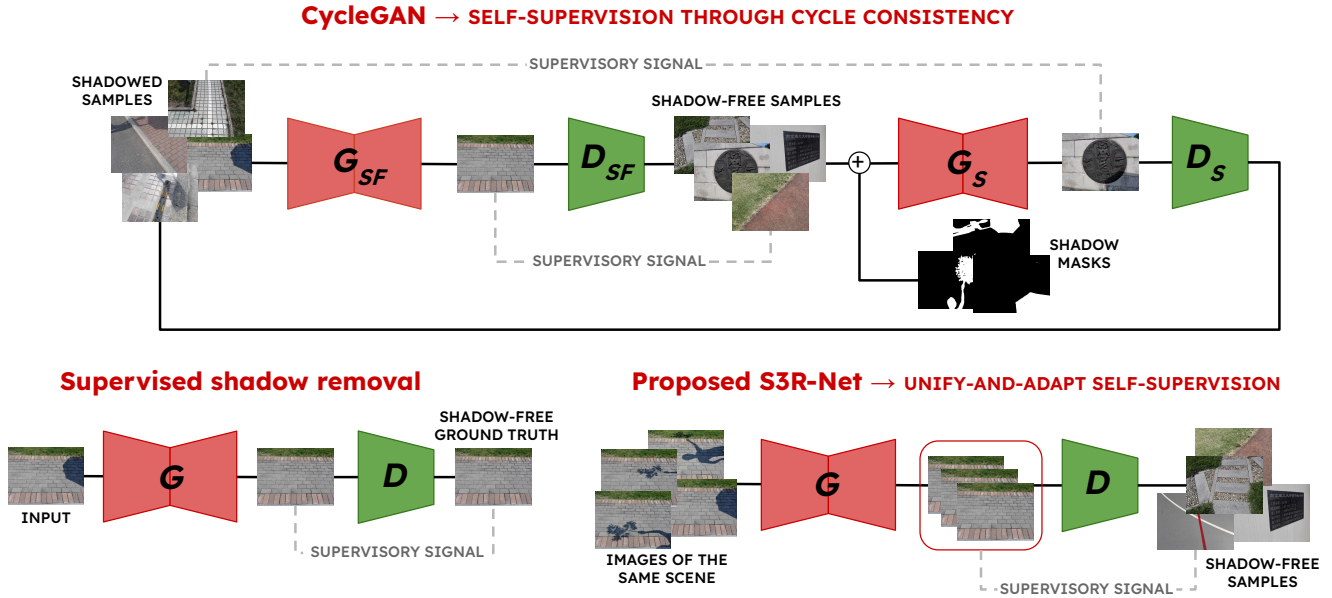 CycleGAN → SELF-SUPERVISION THROUGH CYCLE CONSISTENCY
SUPERVISORY SIGNAL
SHADOWED
SAMPLES
SHADOW-FREE SAMPLES
G_SF
D_SF
+
G_S
D_S
SUPERVISORY SIGNAL
SHADOW
MASKS
Supervised shadow removal
SHADOW-FREE
GROUND TRUTH
G
D
INPUT
SUPERVISORY SIGNAL
Proposed S3R-Net → UNIFY-AND-ADAPT SELF-SUPERVISION
G
D
IMAGES OF THE
SAME SCENE
SHADOW-FREE
SAMPLES
SUPERVISORY SIGNAL